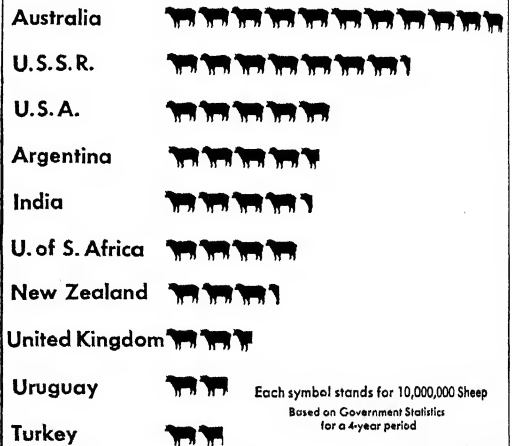 Australia
U.S.S.R.
U.S.A.
Argentina
India
U. of S. Africa
New Zealand
United Kingdom
Uruguay
Each symbol stands for 10,000,000 Sheep
Based on Government Statistics
for a 4-year period
Turkey